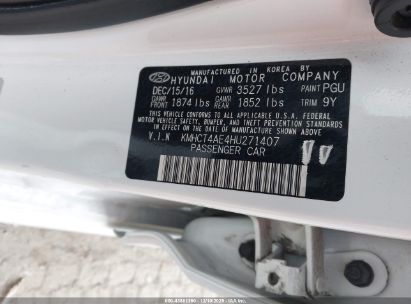 MANUFACTURED IN KOREA BY
HYUNDAI MOTOR COMPANY
DEC/15/16 GVWR 3527 lbs PAINT PGU
GAWR FRONT 1874 lbs GAWR REAR 1852 lbs TRIM 9Y
THIS VEHICLE CONFORMS TO ALL APPLICABLE U.S.A. FEDERAL
MOTOR VEHICLE SAFETY, BUMPER, AND THEFT PREVENTION
STANDARDS IN EFFECT ON THE DATE OF MANUFACTURE
SHOWN ABOVE.
V.I.N KMHCT4AE4HU271407
PASSENGER CAR